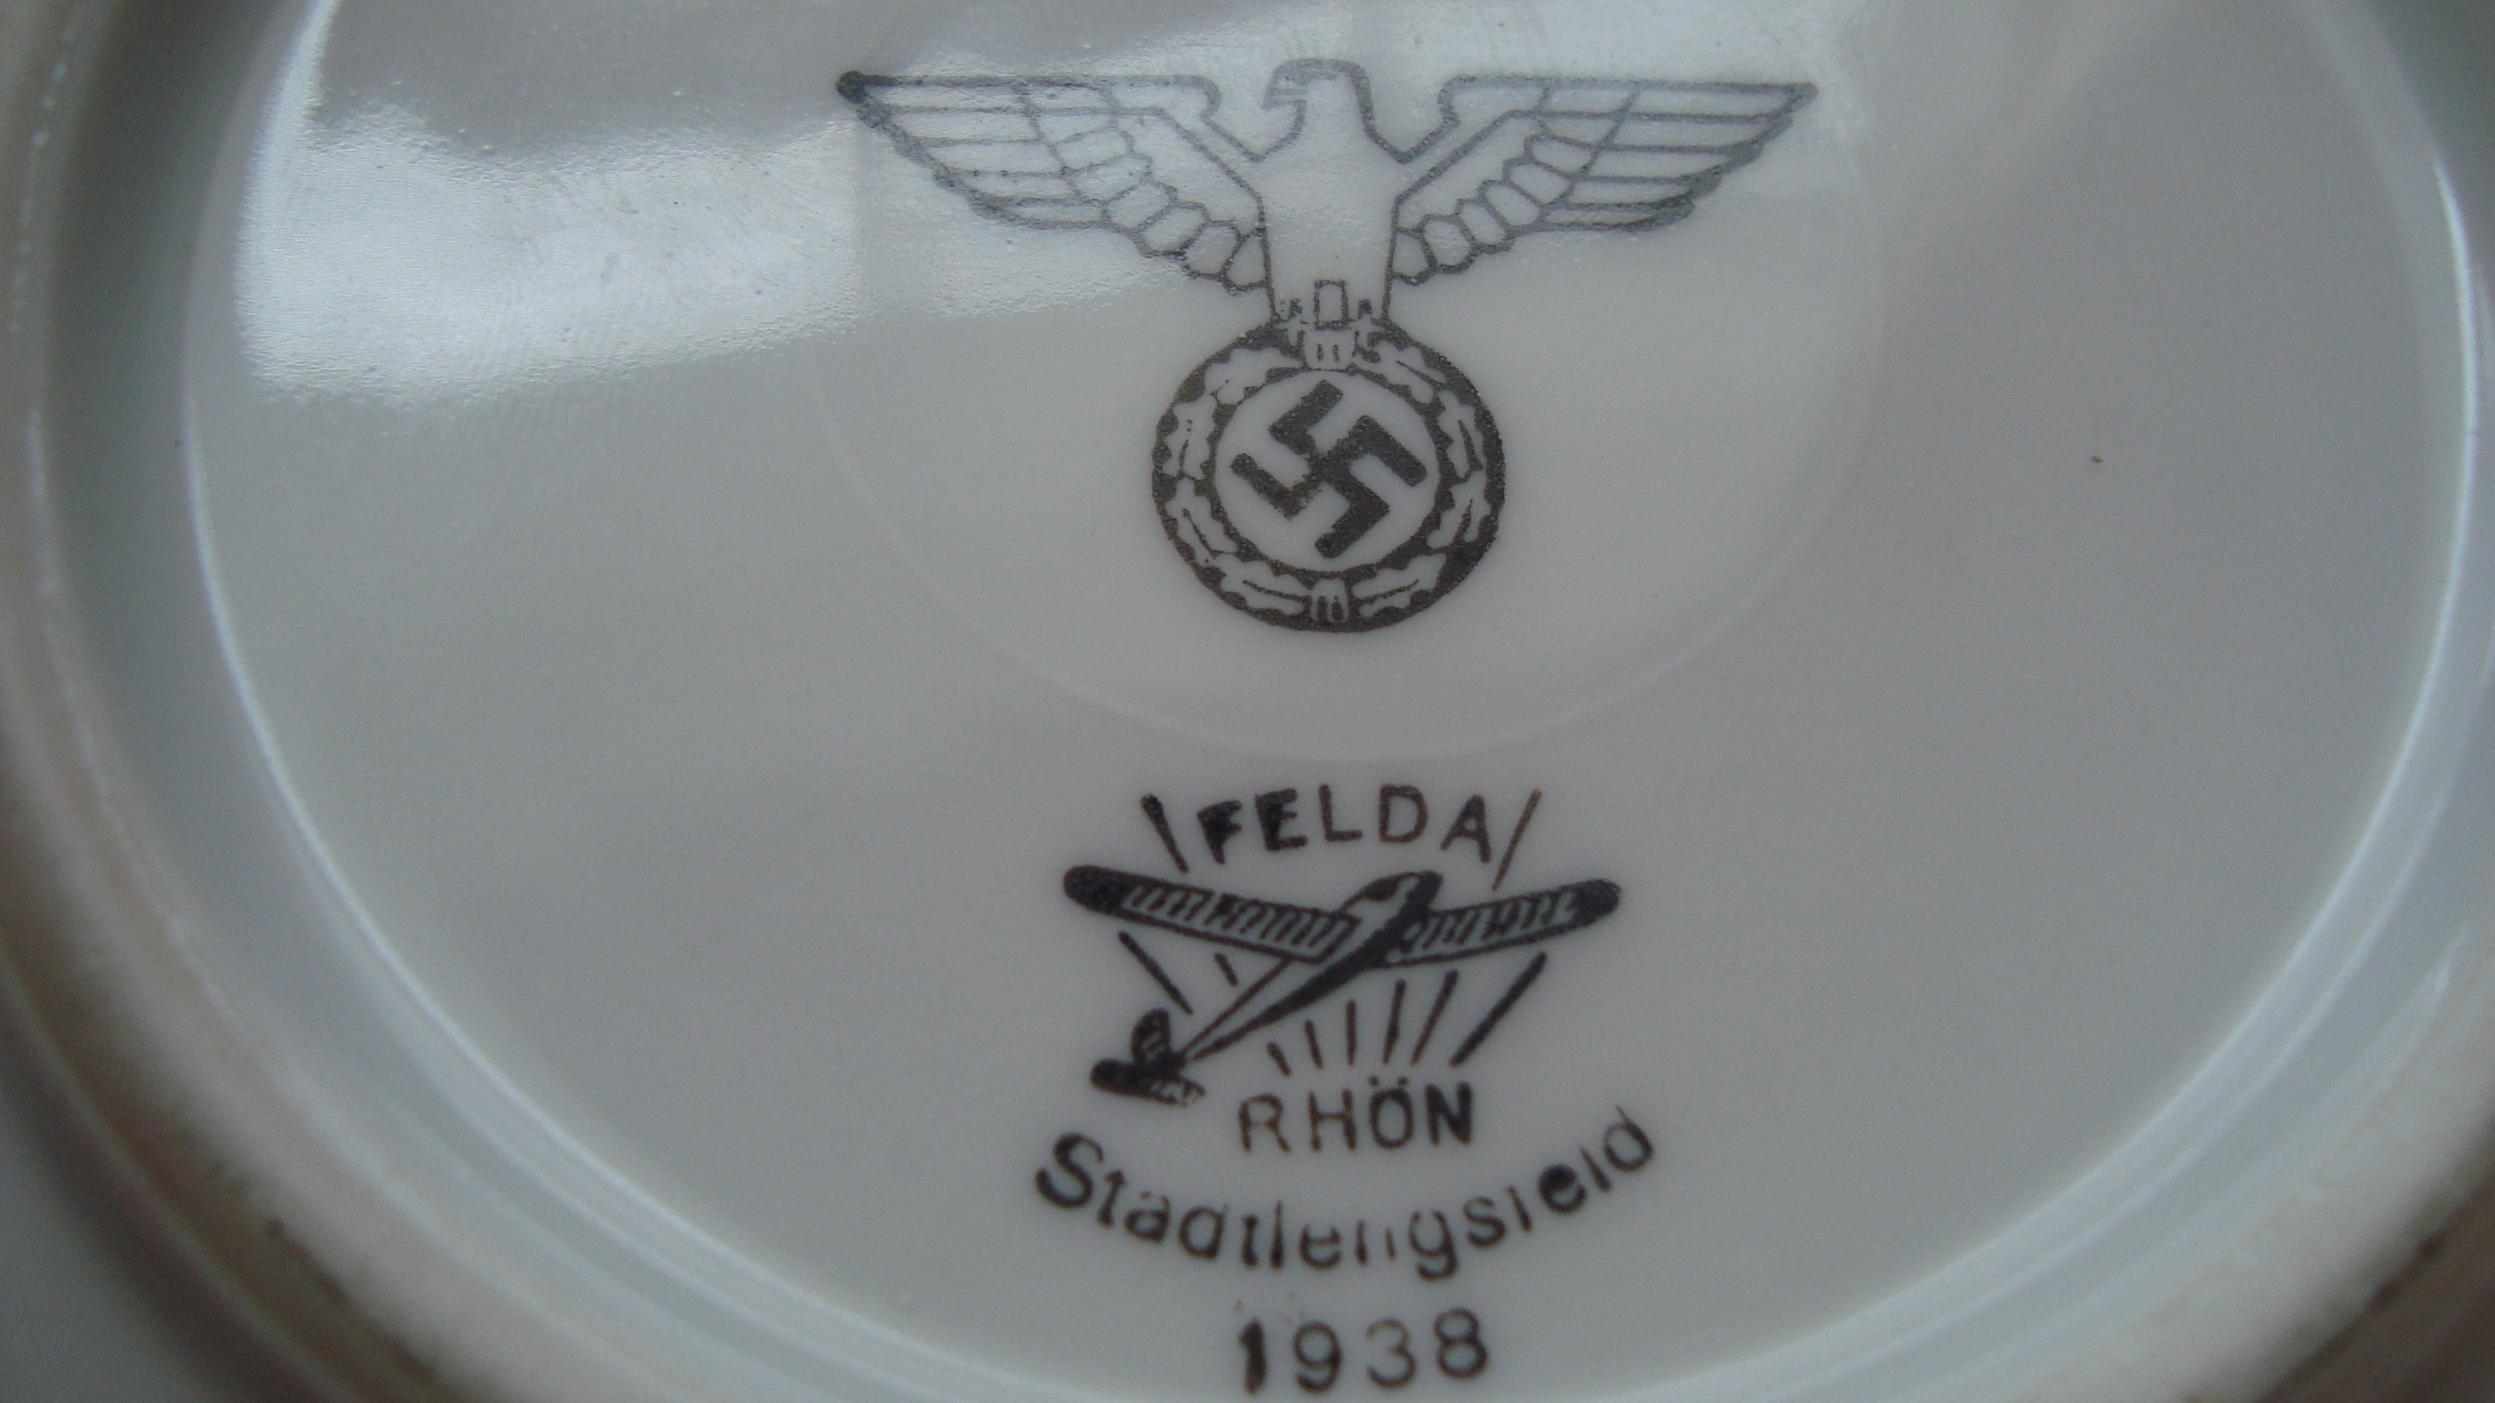 FELDA
RHÖN
Stadtlengsfeld
1938